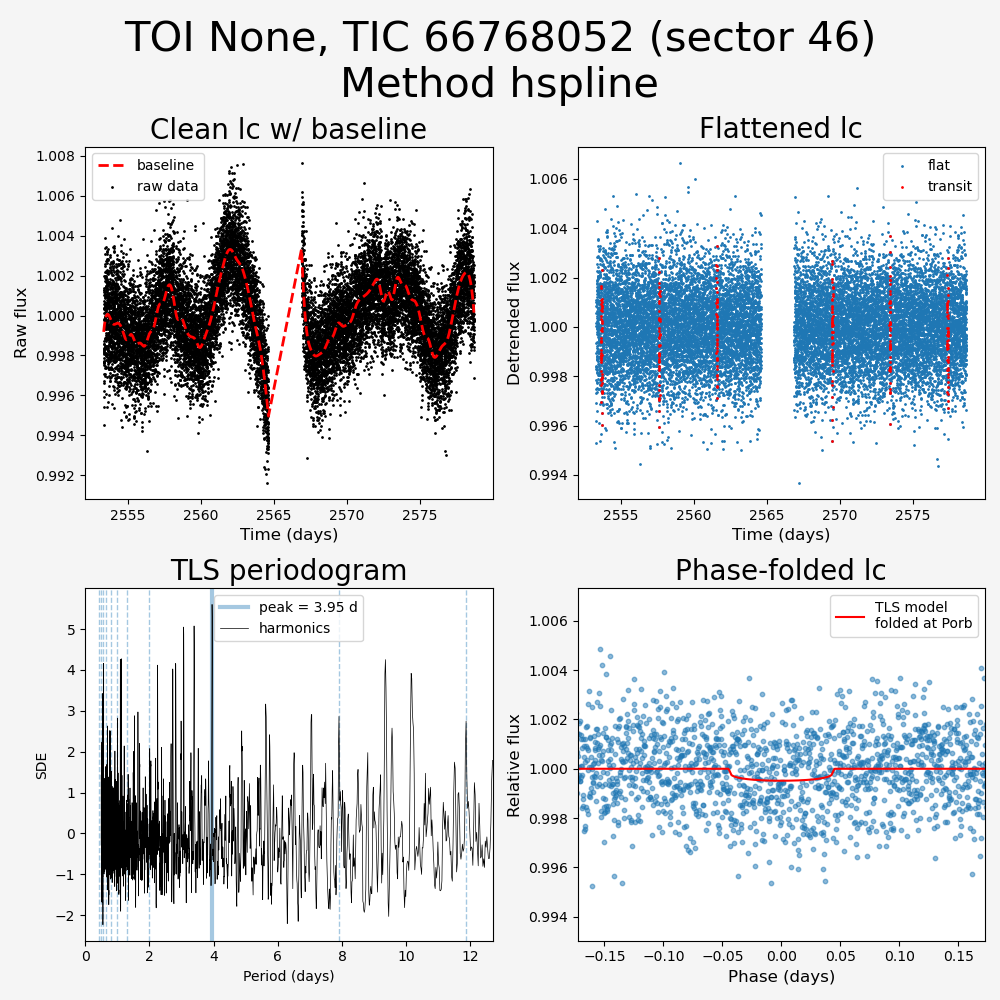 TOI None, TIC 66768052 (sector 46)
Method hspline
Clean lc w/ baseline
baseline
raw data
Raw flux
1.008
1.006
1.004
1.002
1.000
0.998
0.996
0.994
0.992
2555
2560
2565
2570
2575
Time (days)
Flattened lc
flat
transit
Detrended flux
1.006
1.004
1.002
1.000
0.998
0.996
0.994
2555
2560
2565
2570
2575
Time (days)
TLS periodogram
peak = 3.95 d
harmonics
SDE
5
4
3
2
1
0
−1
−2
0
2
4
6
8
10
12
Period (days)
Phase-folded lc
TLS model
folded at Porb
Relative flux
1.006
1.004
1.002
1.000
0.998
0.996
0.994
−0.15
−0.10
−0.05
0.00
0.05
0.10
0.15
Phase (days)